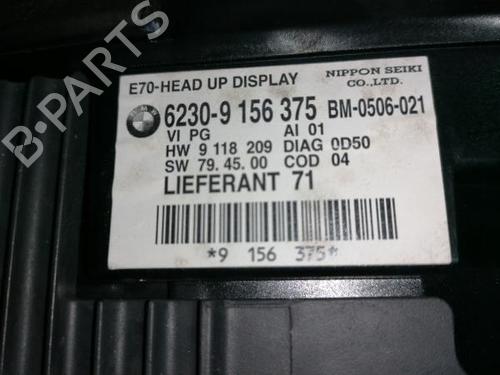 E70-HEAD UP DISPLAY
NIPPON SEIKI
CO.,LTD.
BMW
6230-9 156 375 BM-0506-021
VI PG AI 01
HW 9 118 209 DIAG 0D50
SW 79.45.00 COD 04
LIEFERANT 71
*9 156 375*
B